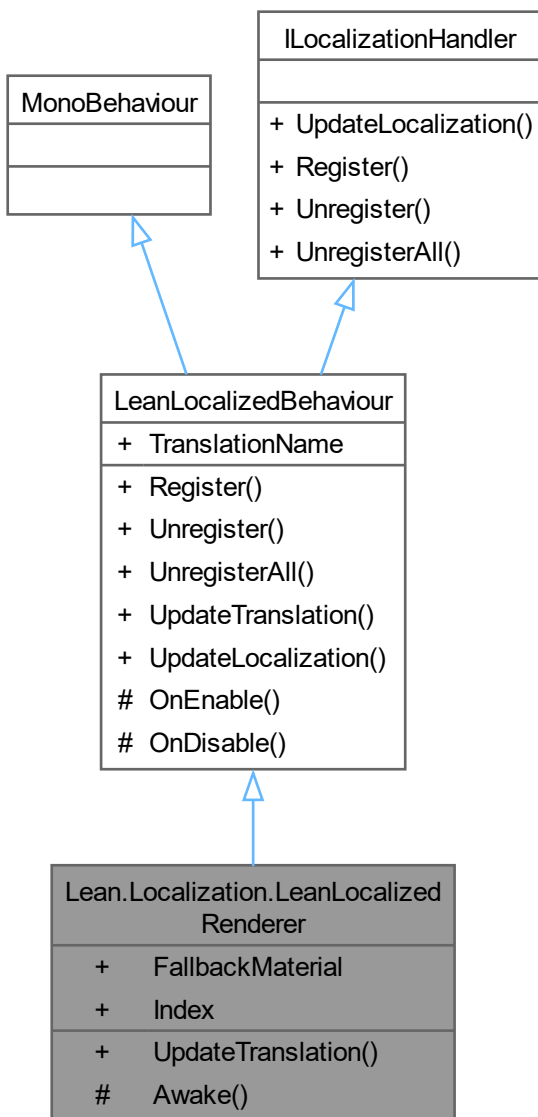 ILocalizationHandler
+ UpdateLocalization()
+ Register()
+ Unregister()
+ UnregisterAll()
MonoBehaviour
LeanLocalizedBehaviour
+ TranslationName
+ Register()
+ Unregister()
+ UnregisterAll()
+ UpdateTranslation()
+ UpdateLocalization()
# OnEnable()
# OnDisable()
Lean.Localization.LeanLocalized
Renderer
+ FallbackMaterial
+ Index
+ UpdateTranslation()
# Awake()